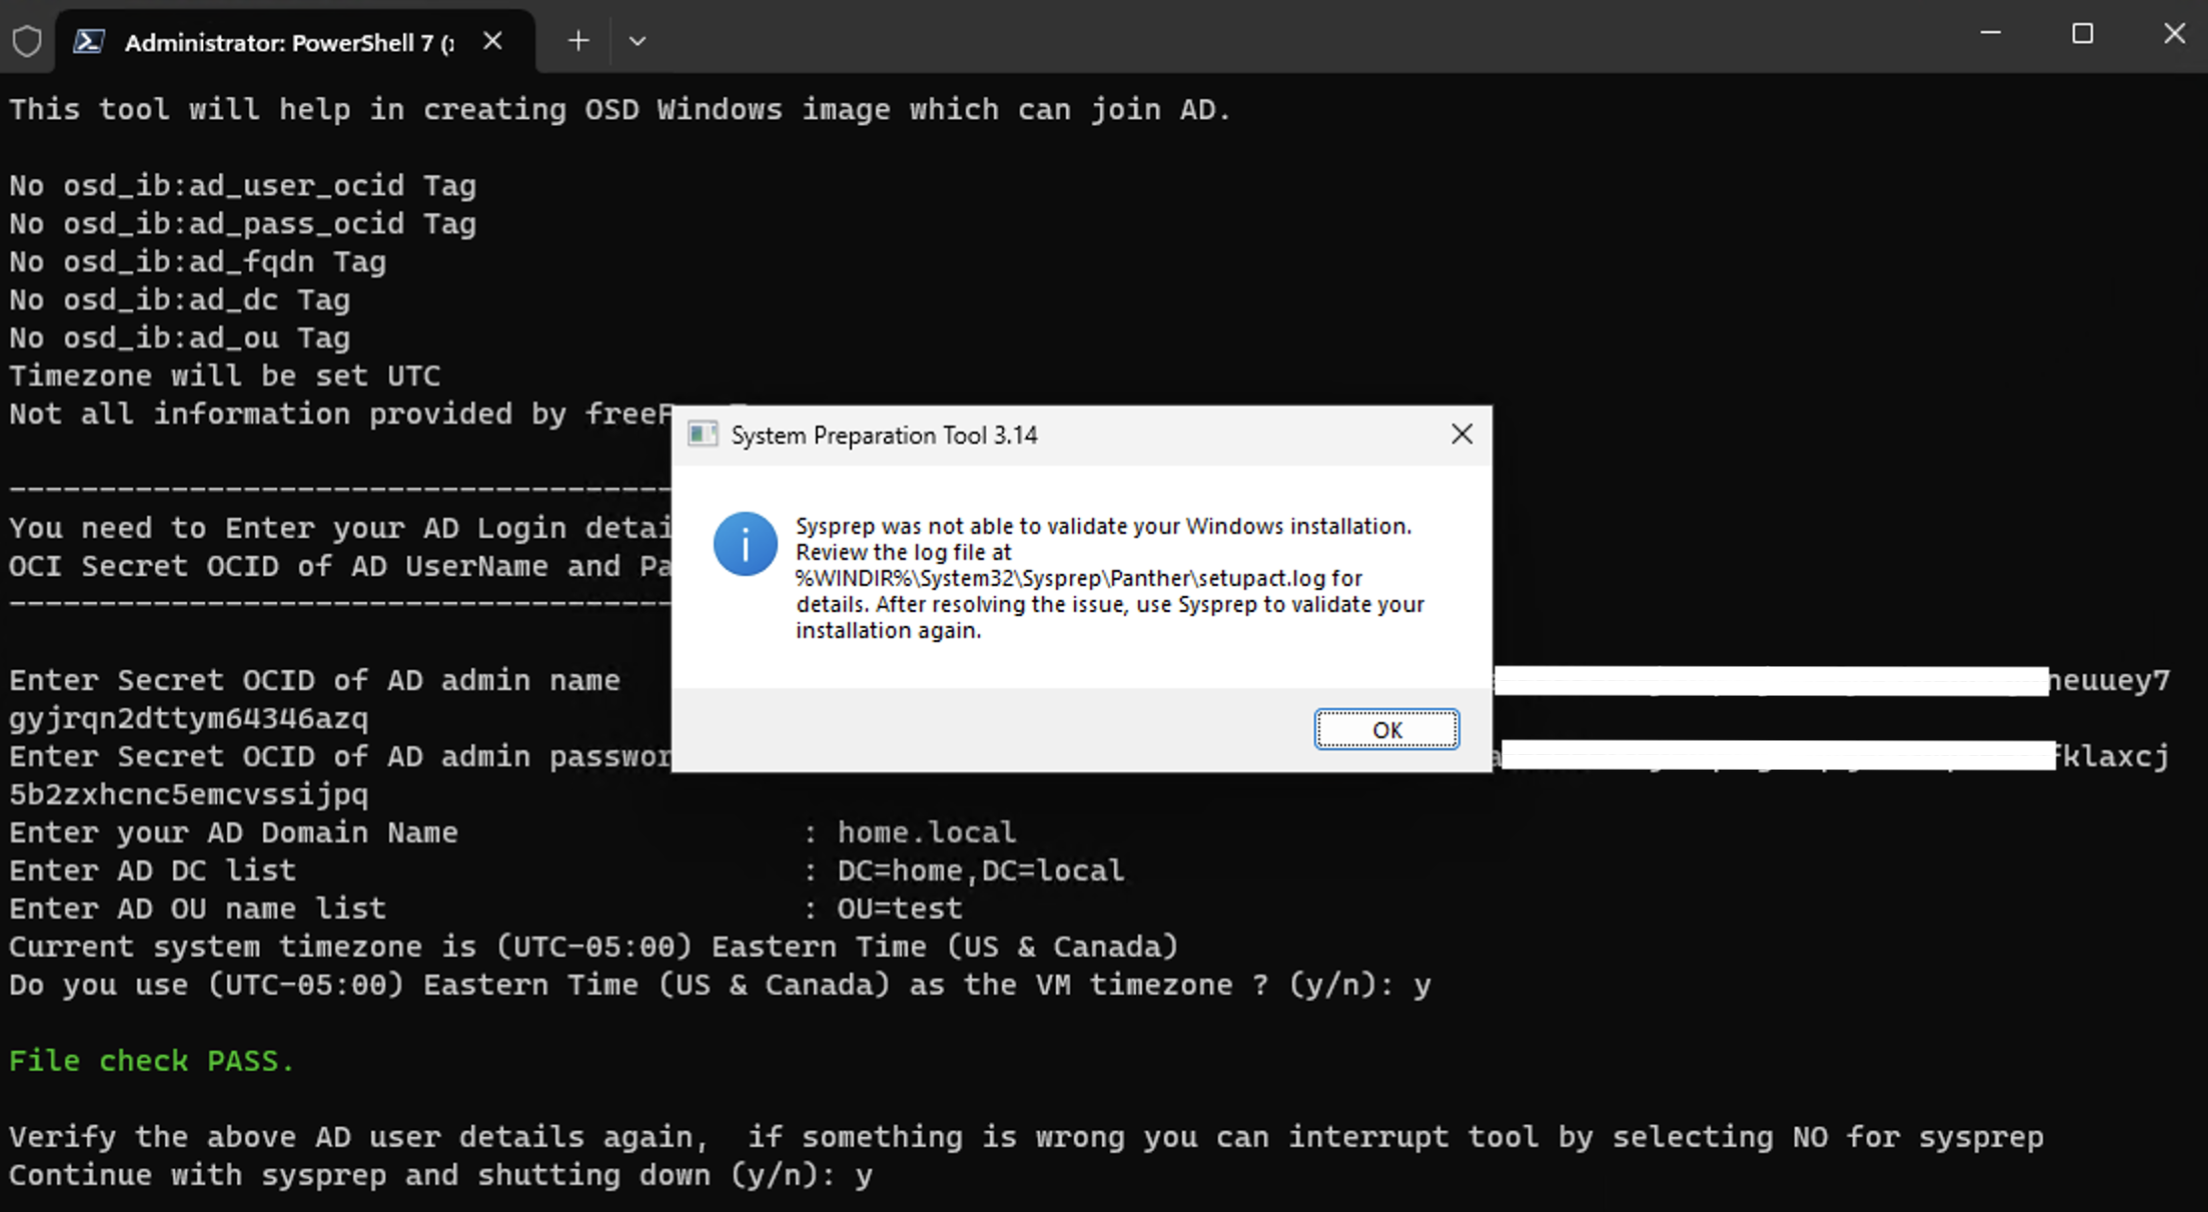 Administrator: PowerShell 7 (
This tool will help in creating OSD Windows image which can join AD.
No osd_ib:ad_user_ocid Tag
No osd_ib:ad_pass_ocid Tag
No osd_ib:ad_fqdn Tag
No osd_ib:ad_dc Tag
No osd_ib:ad_ou Tag
Timezone will be set UTC
Not all information provided by free
----------------------------------------
You need to Enter your AD Login detai
OCI Secret OCID of AD UserName and Pa
----------------------------------------
System Preparation Tool 3.14
Sysprep was not able to validate your Windows installation.
Review the log file at
%WINDIR%\System32\Sysprep\Panther\setupact.log for
details. After resolving the issue, use Sysprep to validate your
installation again.
OK
Enter Secret OCID of AD admin name neuuey7
gyjrqn2dttym64346azq
Enter Secret OCID of AD admin passwor a fklaxcj
5b2zxhcnc5emcvssijpq
Enter your AD Domain Name : home.local
Enter AD DC list : DC=home,DC=local
Enter AD OU name list : OU=test
Current system timezone is (UTC-05:00) Eastern Time (US & Canada)
Do you use (UTC-05:00) Eastern Time (US & Canada) as the VM timezone ? (y/n): y
File check PASS.
Verify the above AD user details again,  if something is wrong you can interrupt tool by selecting NO for sysprep
Continue with sysprep and shutting down (y/n): y